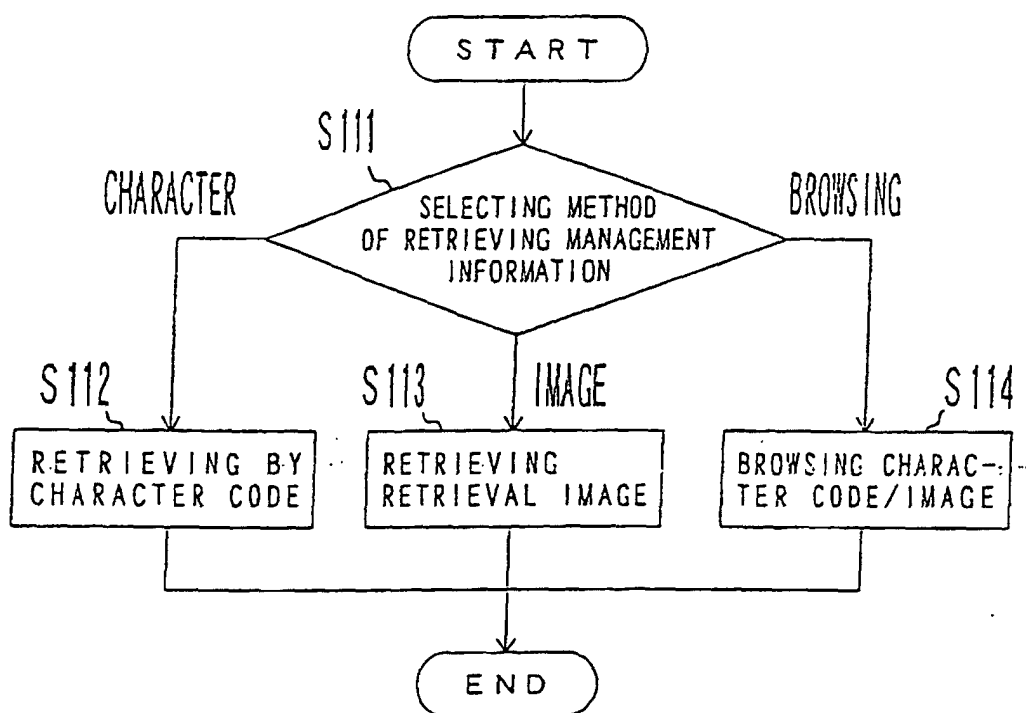 START
S111
CHARACTER
BROWSING
SELECTING METHOD
OF RETRIEVING MANAGEMENT
INFORMATION
S112
S113
IMAGE
S114
RETRIEVING BY
CHARACTER CODE
RETRIEVING
RETRIEVAL IMAGE
BROWSING CHARAC-
TER CODE/IMAGE
END